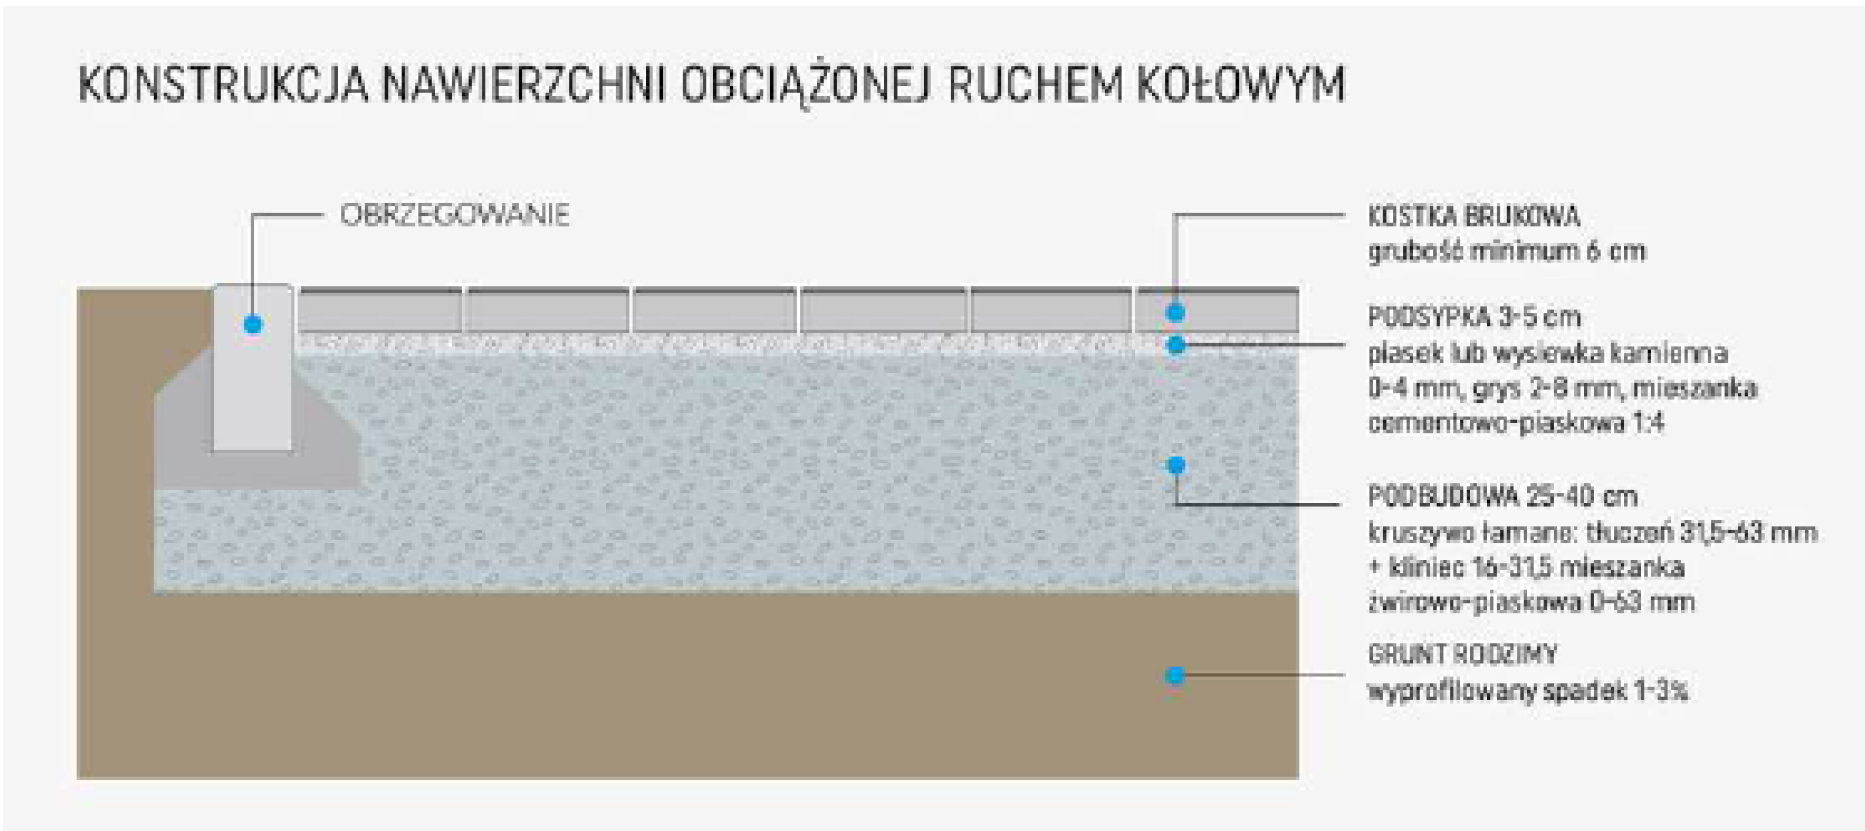 KONSTRUKCJA NAWIERZCHNI OBCIĄŻONEJ RUCHEM KOŁOWYM
OBRZEGOWANIE
KOSTKA BRUKOWA
grubość minimum 6 cm
PODSYPKA 3-5 cm
piasek lub wysiewka kamienna
0-4 mm, grys 2-8 mm, mieszanka
cementowo-piaskowa 1:4
PODBUDOWA 25-40 cm
kruszywo łamane: tłuczeń 31,5-63 mm
+ kliniec 16-31,5 mieszanka
żwirowo-piaskowa 0-63 mm
GRUNT RODZIMY
wyprofilowany spadek 1-3%